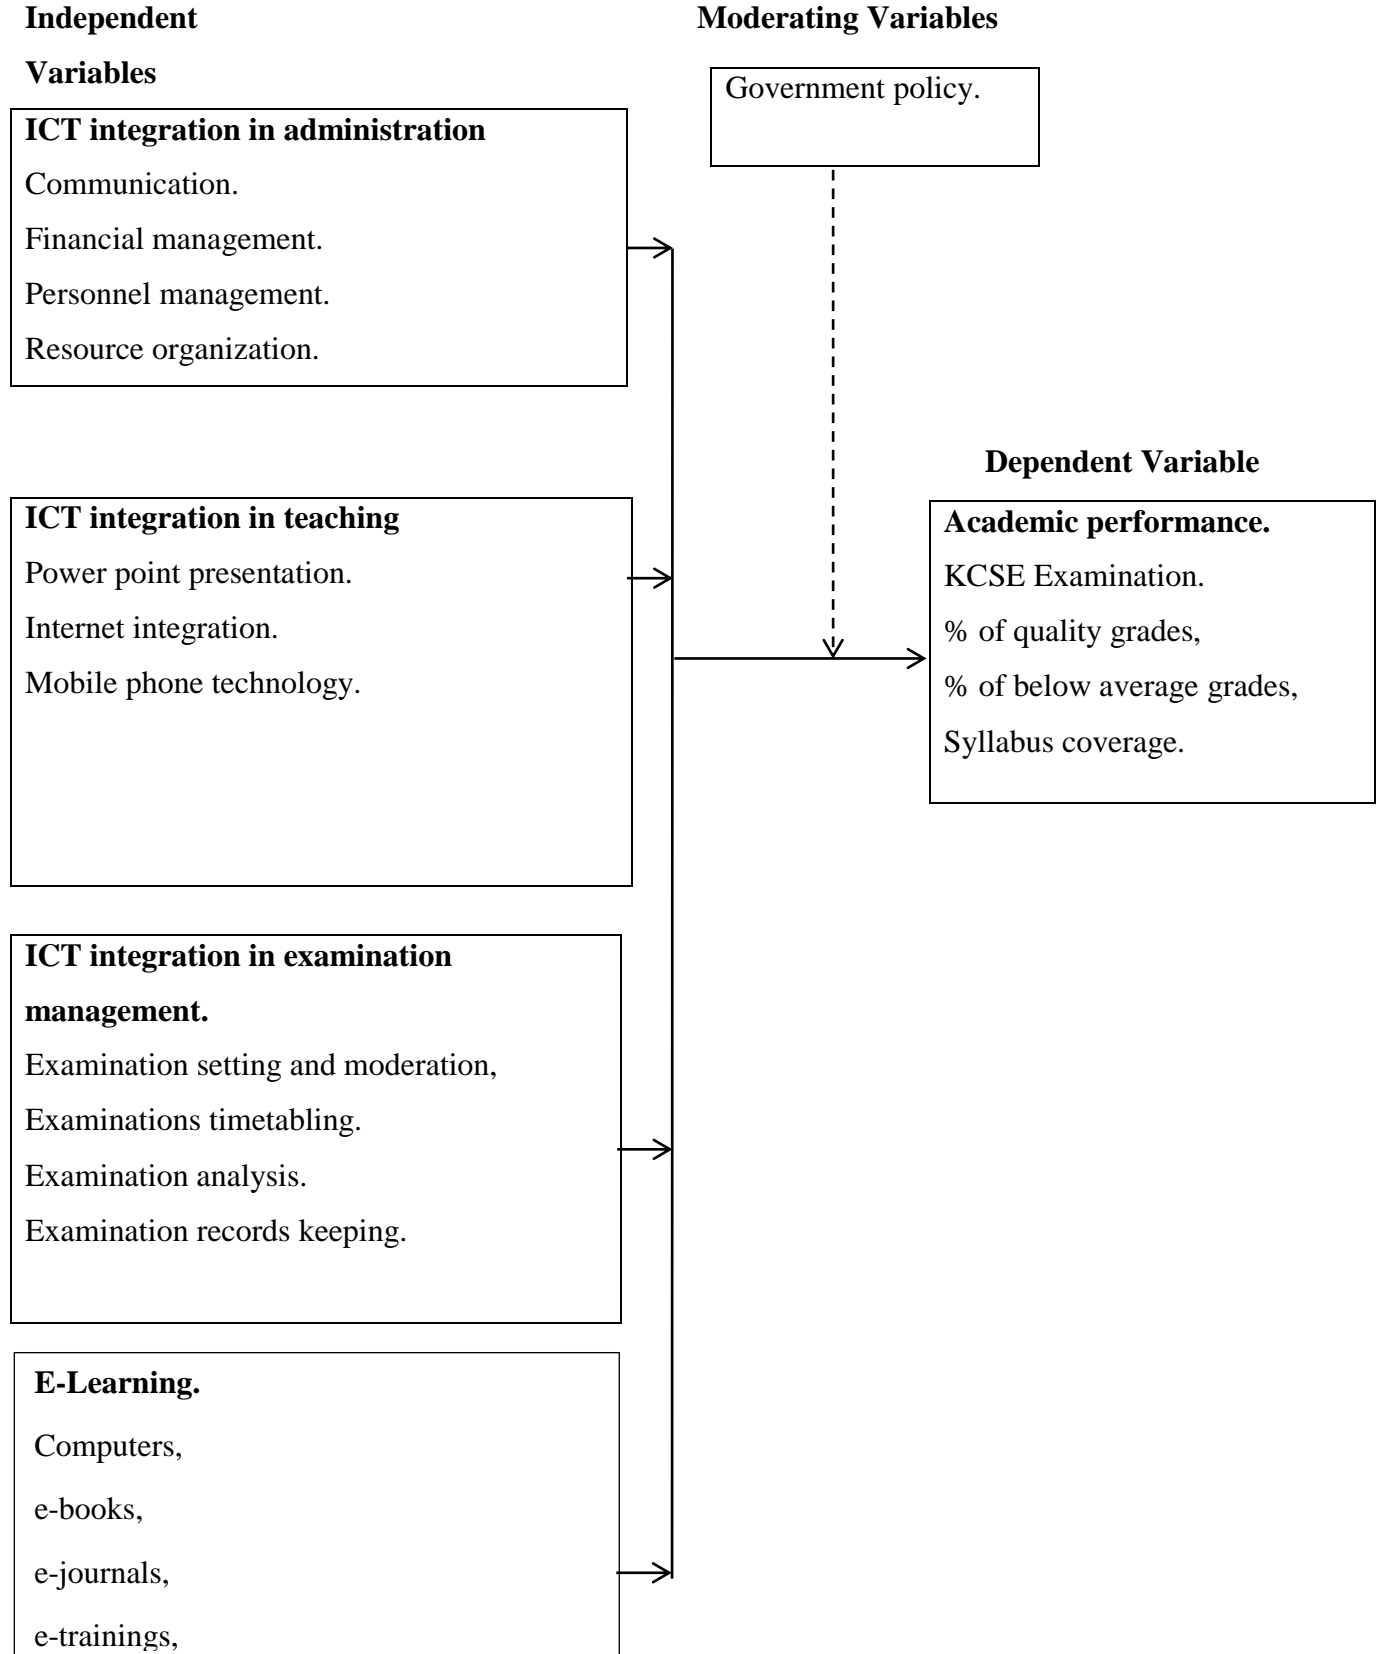 Independent
Variables
Moderating Variables
Government policy.
ICT integration in administration
Communication.
Financial management.
Personnel management.
Resource organization.
Dependent Variable
ICT integration in teaching
Power point presentation.
Internet integration.
Mobile phone technology.
Academic performance.
KCSE Examination.
% of quality grades,
% of below average grades,
Syllabus coverage.
ICT integration in examination
management.
Examination setting and moderation,
Examinations timetabling.
Examination analysis.
Examination records keeping.
E-Learning.
Computers,
e-books,
e-journals,
e-trainings,